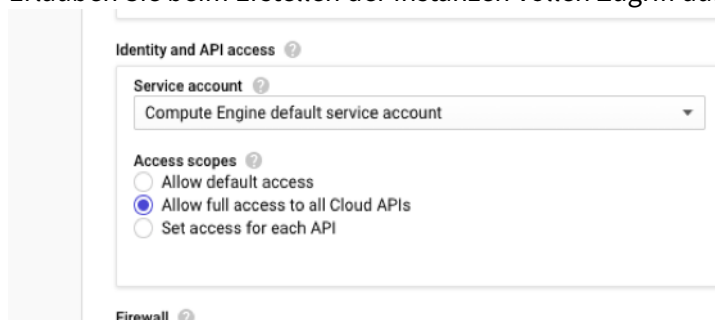 Erlauben Sie beim Erstellen der Instanzen vollen Zugriff
Identity and API access
Service account
Compute Engine default service account
Access scopes
Allow default access
Allow full access to all Cloud APIs
Set access for each API
Firewall